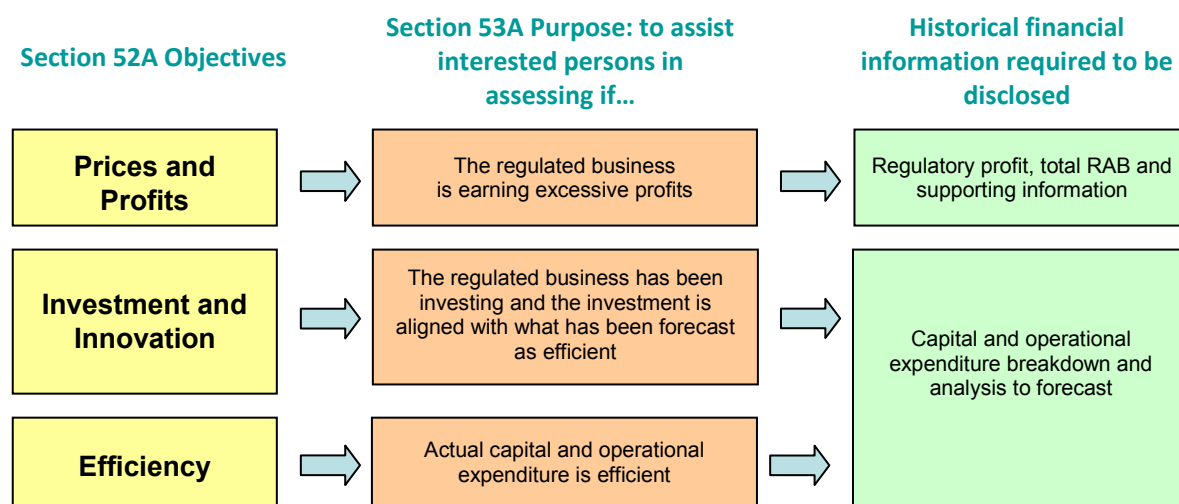 Section 52A Objectives
Section 53A Purpose: to assist
interested persons in
assessing if…
Historical financial
information required to be
disclosed
Prices and
Profits
The regulated business
is earning excessive profits
Regulatory profit, total RAB and
supporting information
Investment and
Innovation
The regulated business has been
investing and the investment is
aligned with what has been forecast
as efficient
Capital and operational
expenditure breakdown and
analysis to forecast
Efficiency
Actual capital and operational
expenditure is efficient